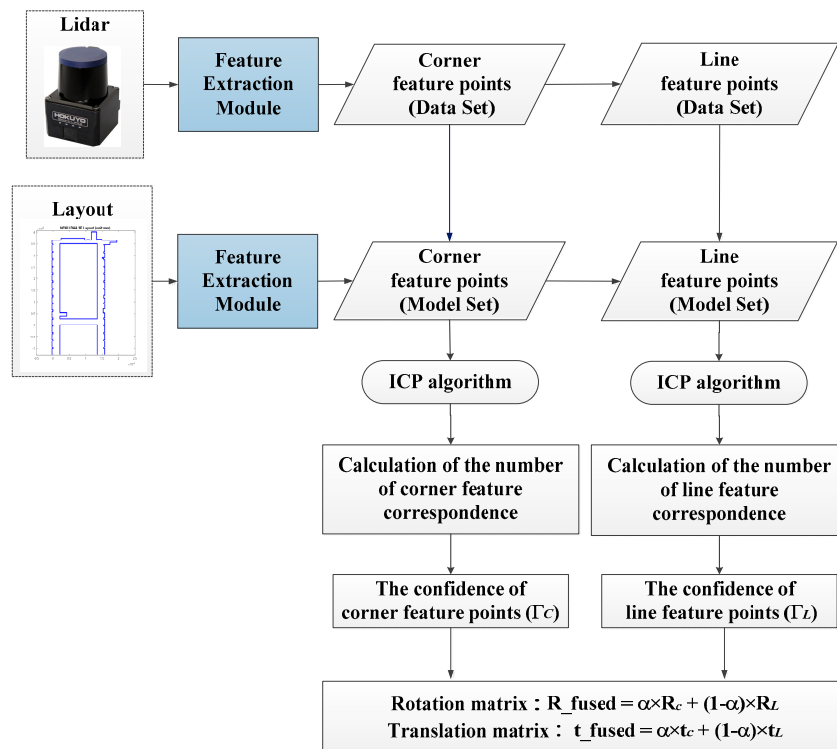 Lidar
HOKUYO
Feature
Extraction
Module
Corner
feature points
(Data Set)
Line
feature points
(Data Set)
Layout
Feature
Extraction
Module
Corner
feature points
(Model Set)
Line
feature points
(Model Set)
ICP algorithm
ICP algorithm
Calculation of the number
of corner feature
correspondence
Calculation of the number
of line feature
correspondence
The confidence of
corner feature points (ΓC)
The confidence of
line feature points (ΓL)
Rotation matrix : R_fused = α×Rc + (1-α)×RL
Translation matrix : t_fused = α×tc + (1-α)×tL